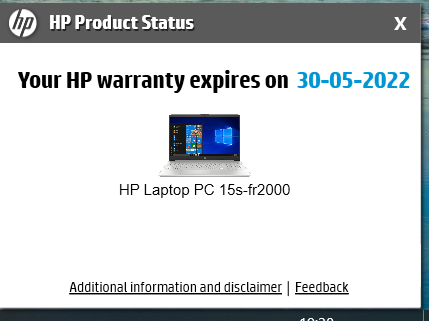 hp HP Product Status X
Your HP warranty expires on 30-05-2022
HP Laptop PC 15s-fr2000
Additional information and disclaimer | Feedback